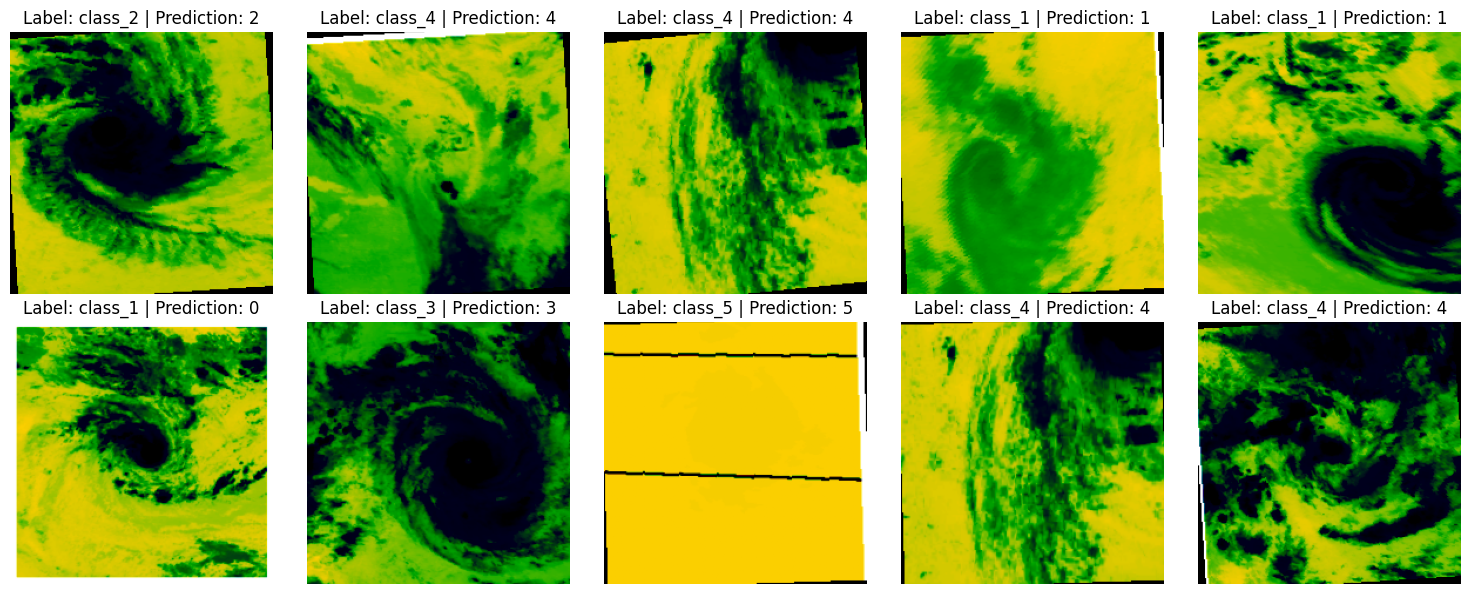 Label: class_2 | Prediction: 2
Label: class_4 | Prediction: 4
Label: class_4 | Prediction: 4
Label: class_1 | Prediction: 1
Label: class_1 | Prediction: 1
Label: class_1 | Prediction: 0
Label: class_3 | Prediction: 3
Label: class_5 | Prediction: 5
Label: class_4 | Prediction: 4
Label: class_4 | Prediction: 4